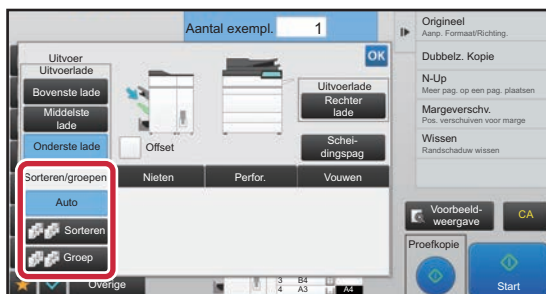 Aantal exempl. 1
OK
Uitvoer
Uitvoerlade
Bovenste lade
Middelste
lade
Onderste lade
Offset
Uitvoerlade
Rechter
lade
Schei-
dingspag
Sorteren/groepen
Nieten
Perfor.
Vouwen
Auto
Sorteren
Groep
Overige
3 B4
4 A3
A4
Origineel
Aanp. Formaat/Richting.
Dubbelz. Kopie
N-Up
Meer pag. op een pag. plaatsen
Margeverschv.
Pos. verschuiven voor marge
Wissen
Randschaduw wissen
Voorbeeld-
weergave
CA
Proefkopie
Start